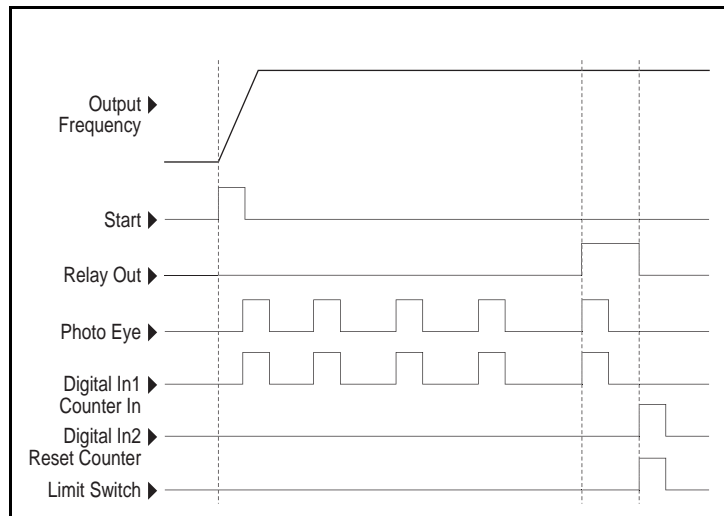 Output
Frequency
Start
Relay Out
Photo Eye
Digital In1
Counter In
Digital In2
Reset Counter
Limit Switch